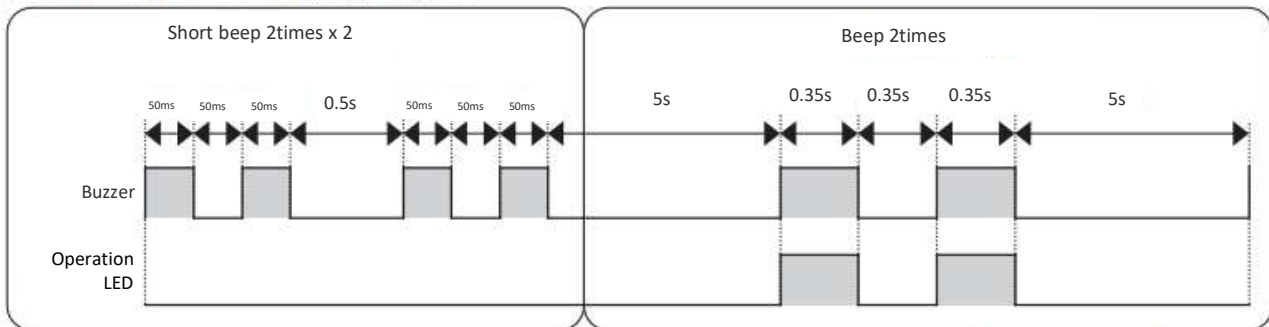 Short beep 2times x 2
Beep 2times
50ms 50ms 50ms 0.5s 50ms 50ms 50ms 5s 0.35s 0.35s 0.35s 5s
Buzzer
Operation
LED